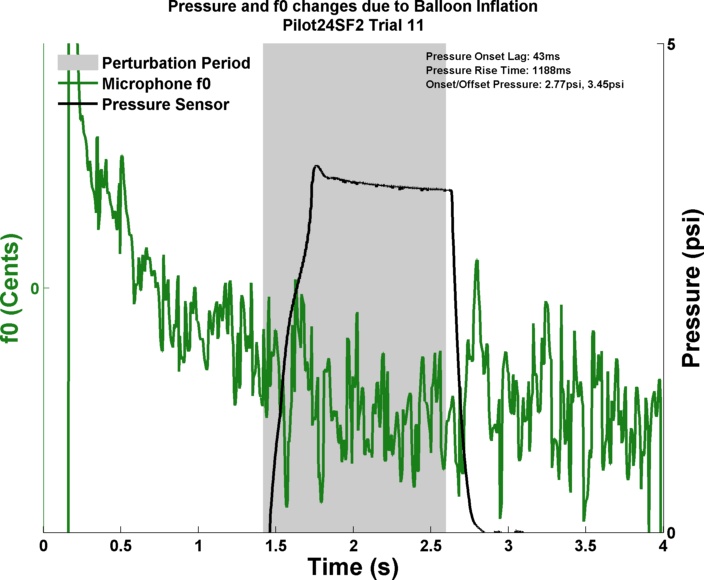 Pressure and f0 changes due to Balloon Inflation
Pilot24SF2 Trial 11
Perturbation Period
Microphone f0
Pressure Sensor
Pressure Onset Lag: 43ms
Pressure Rise Time: 1188ms
Onset/Offset Pressure: 2.77psi, 3.45psi
f0 (Cents)
0
5
0
Pressure (psi)
0 0.5 1 1.5 2 2.5 3 3.5 4
Time (s)